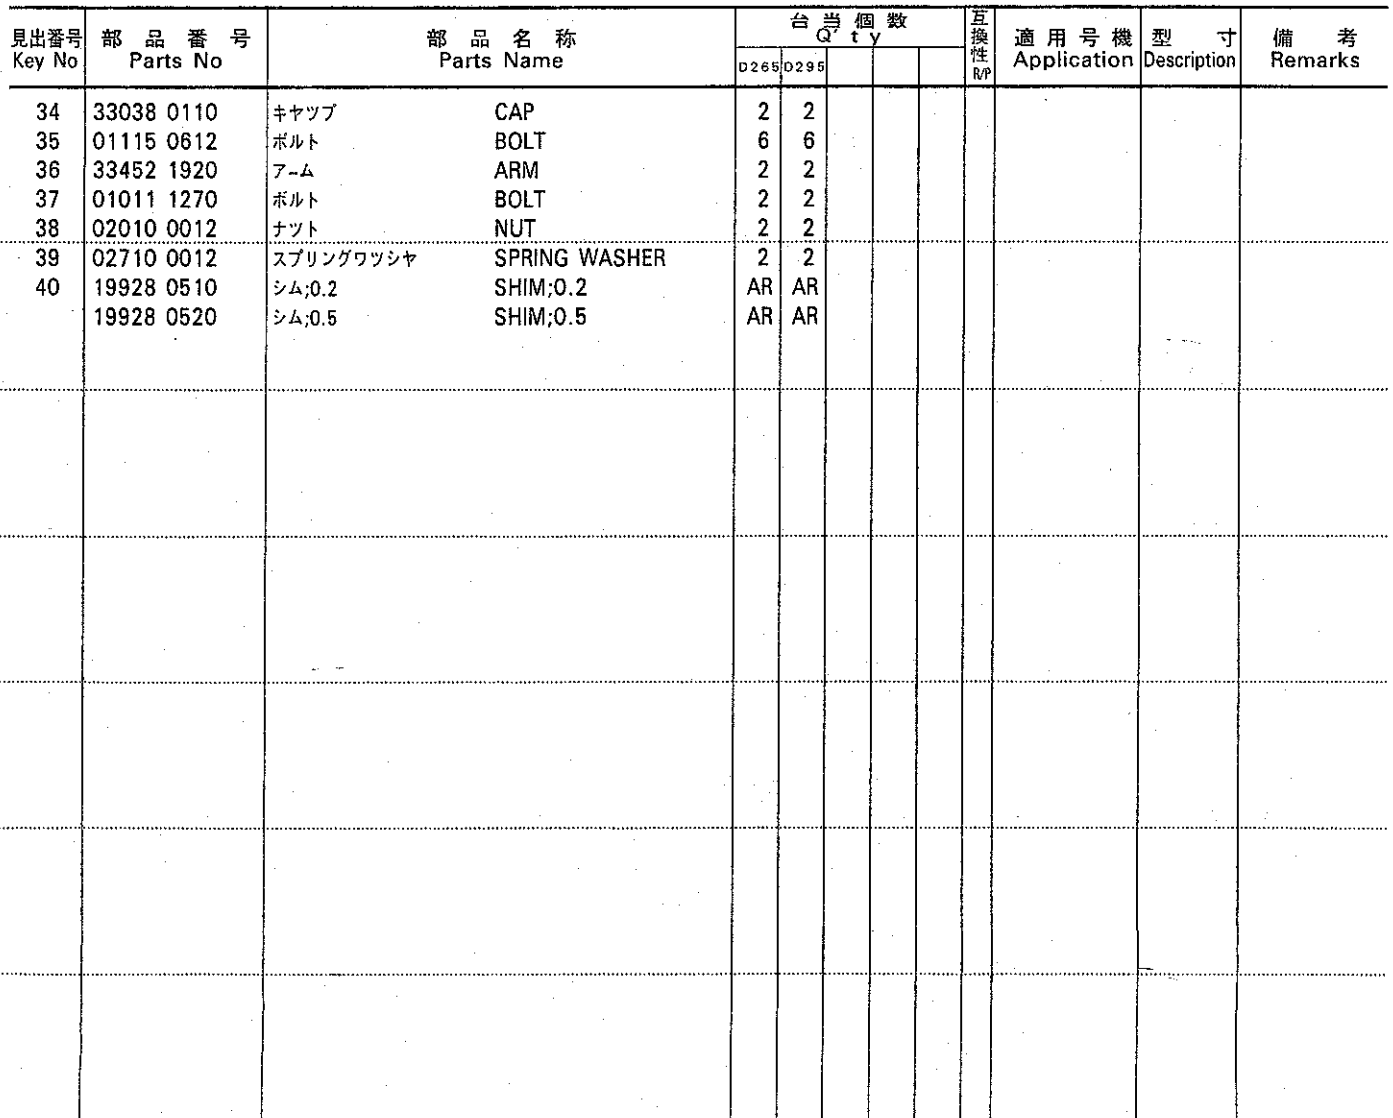 見出番号 部品番号 部品名称 台当個数 互換性 R/P 適用号機 型寸 備考
Key No Parts No Parts Name Q'ty Application Description Remarks
D265 D295
34 33038 0110 キヤツプ CAP 2 2
35 01115 0612 ボルト BOLT 6 6
36 33452 1920 ア-ム ARM 2 2
37 01011 1270 ボルト BOLT 2 2
38 02010 0012 ナツト NUT 2 2
39 02710 0012 スプリングワツシヤ SPRING WASHER 2 2
40 19928 0510 シム;0.2 SHIM;0.2 AR AR
19928 0520 シム;0.5 SHIM;0.5 AR AR